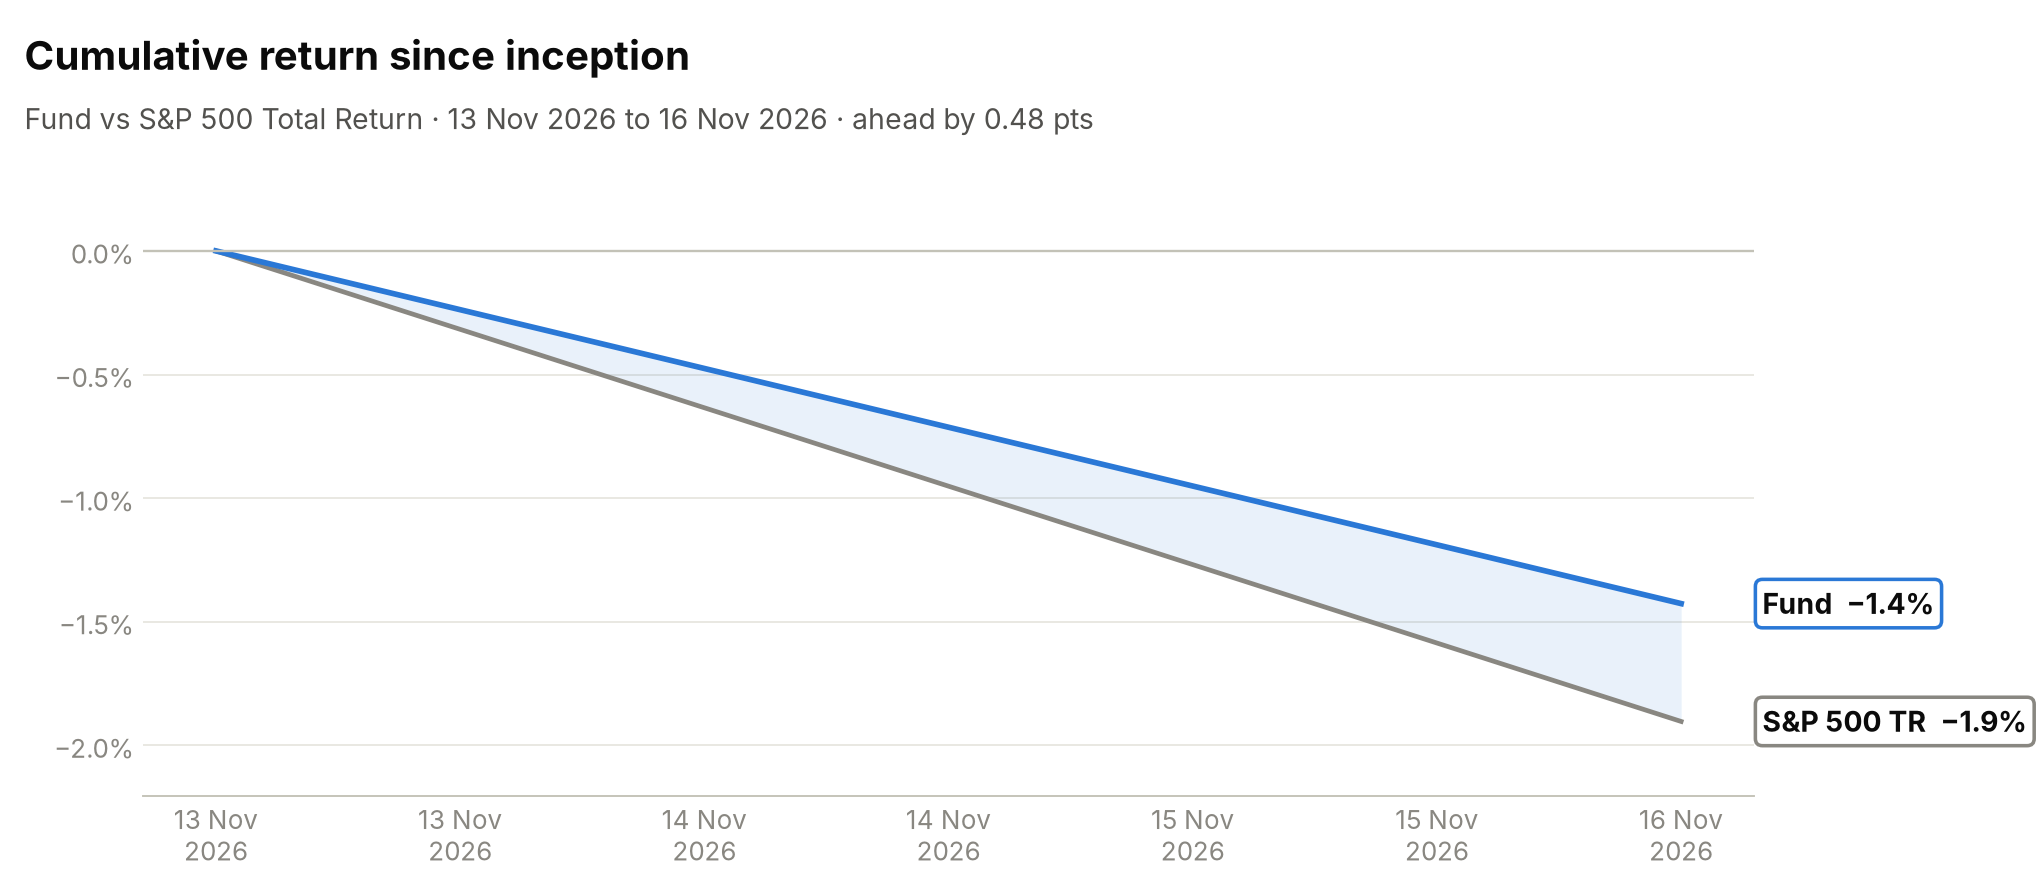 Cumulative return since inception
Fund vs S&P 500 Total Return · 13 Nov 2026 to 16 Nov 2026 · ahead by 0.48 pts
0.0%
−0.5%
−1.0%
−1.5%
−2.0%
Fund −1.4%
S&P 500 TR −1.9%
13 Nov 2026
13 Nov 2026
14 Nov 2026
14 Nov 2026
15 Nov 2026
15 Nov 2026
16 Nov 2026